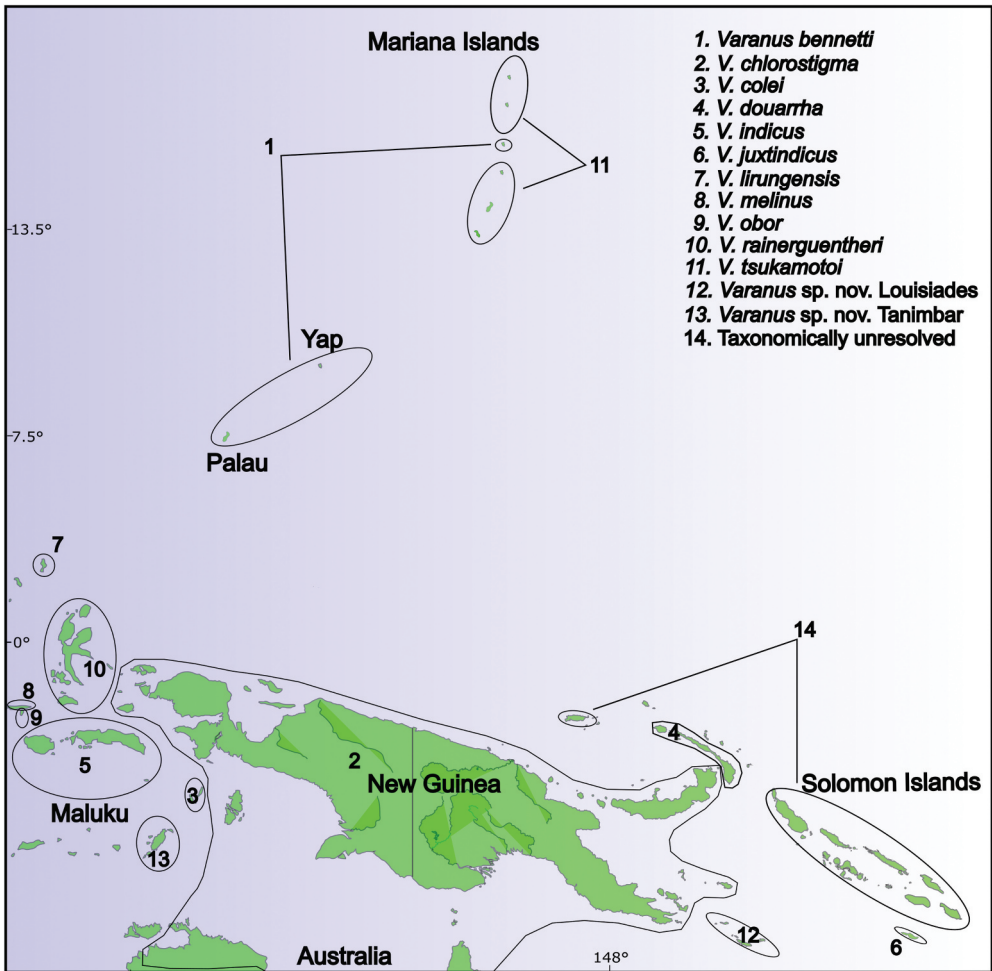 Mariana Islands
1. Varanus bennetti
2. V. chlorostigma
3. V. colei
4. V. douarrha
5. V. indicus
6. V. juxtindicus
7. V. lirungensis
8. V. melinus
9. V. obor
10. V. rainerguentheri
11. V. tsukamotoi
12. Varanus sp. nov. Louisiades
13. Varanus sp. nov. Tanimbar
14. Taxonomically unresolved
1
11
13.5°
Yap
7.5°
Palau
7
14
0°
10
8
9
4
2
5
New Guinea
Solomon Islands
3
Maluku
13
12
6
Australia
148°